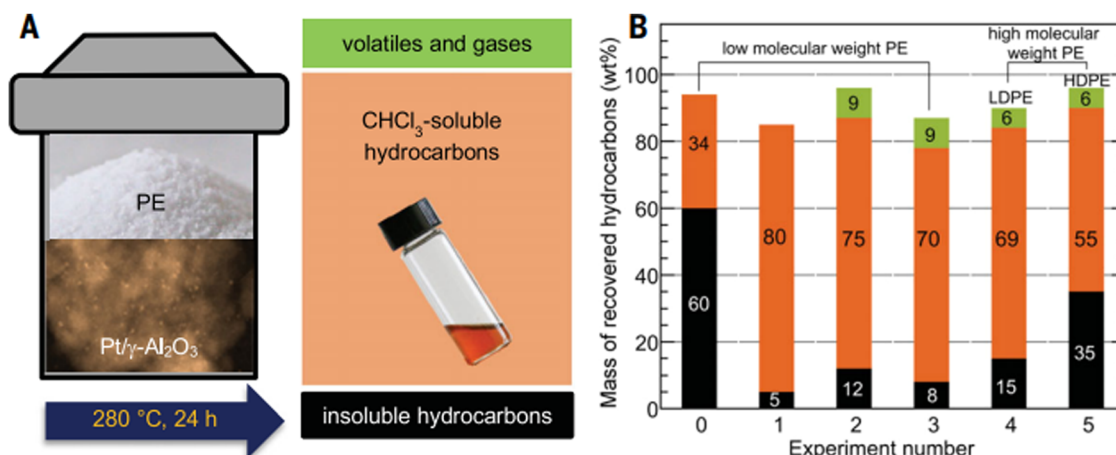 A
volatiles and gases
CHCl₃-soluble
hydrocarbons
PE
Pt/γ-Al₂O₃
280 °C, 24 h
insoluble hydrocarbons
B
Mass of recovered hydrocarbons (wt%)
100
80
60
40
20
0
low molecular weight PE
high molecular
weight PE
LDPE
HDPE
34
60
80
5
9
75
12
9
70
8
6
69
15
6
55
35
0 1 2 3 4 5
Experiment number